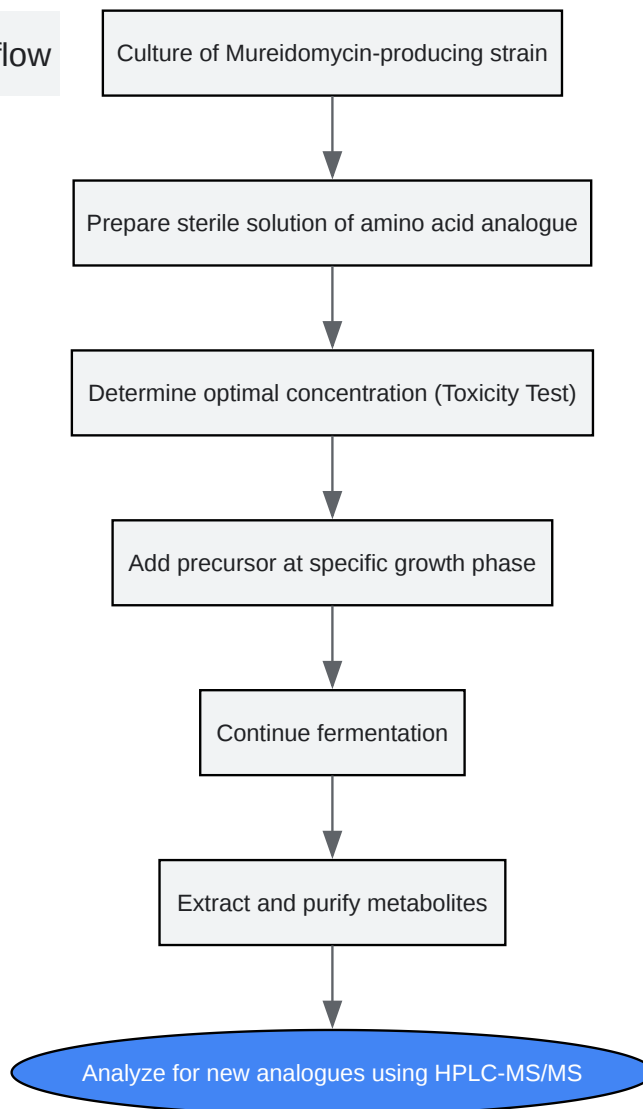 flow
Culture of Mureidomycin-producing strain
Prepare sterile solution of amino acid analogue
Determine optimal concentration (Toxicity Test)
Add precursor at specific growth phase
Continue fermentation
Extract and purify metabolites
Analyze for new analogues using HPLC-MS/MS